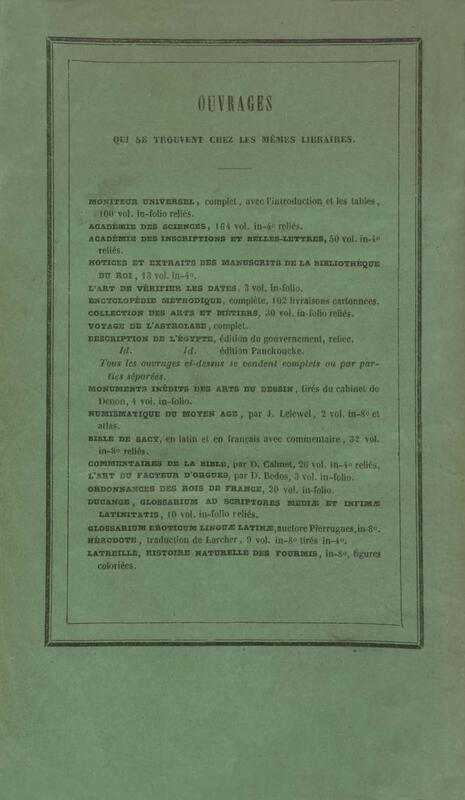 OUVRAGES
QUI SE TROUVENT CHEZ LES MÊMES LIBRAIRES.
MONITEUR UNIVERSEL, complet, avec l'introduction et les tables,
100 vol. in-folio reliés.
ACADÉMIE DES SCIENCES, 164 vol. in-4º reliés.
ACADÉMIE DES INSCRIPTIONS ET BELLES-LETTRES, 50 vol. in-4º
reliés.
NOTICES ET EXTRAITS DES MANUSCRITS DE LA BIBLIOTHÈQUE
DU ROI, 13 vol. in-4º.
L'ART DE VÉRIFIER LES DATES, 3 vol. in-folio.
ENCYCLOPÉDIE MÉTHODIQUE, complète, 102 livraisons cartonnées.
COLLECTION DES ARTS ET MÉTIERS, 30 vol. in-folio reliés.
VOYAGE DE L'ASTROLABE, complet.
DESCRIPTION DE L'ÉGYPTE, édition du gouvernement, reliée.
Id. Id. édition Panckoucke.
Tous les ouvrages ci-dessus se vendent complets ou par par-
ties séparées.
MONUMENTS INÉDITS DES ARTS DU DESSIN, tirés du cabinet de
Denon, 4 vol. in-folio.
NUMISMATIQUE DU MOYEN AGE, par J. Lelewel, 2 vol. in-8º et
atlas.
BIBLE DE SACY, en latin et en français avec commentaire, 32 vol.
in-8º reliés.
COMMENTAIRES DE LA BIBLE, par D. Calmet, 26 vol. in-4º reliés.
L'ART DU FACTEUR D'ORGUES, par D. Bedos, 3 vol. in-folio.
ORDONNANCES DES ROIS DE FRANCE, 20 vol. in-folio.
DUCANGE, GLOSSARIUM AD SCRIPTORES MEDIÆ ET INFIMÆ
LATINITATIS, 10 vol. in-folio reliés.
GLOSSARIUM EROTICUM LINGUÆ LATINÆ, auctore Pierrugues, in-8º.
HÉRODOTE, traduction de Larcher, 9 vol. in-8º tirés in-4º.
LATREILLE, HISTOIRE NATURELLE DES FOURMIS, in-8º, figures
coloriées.